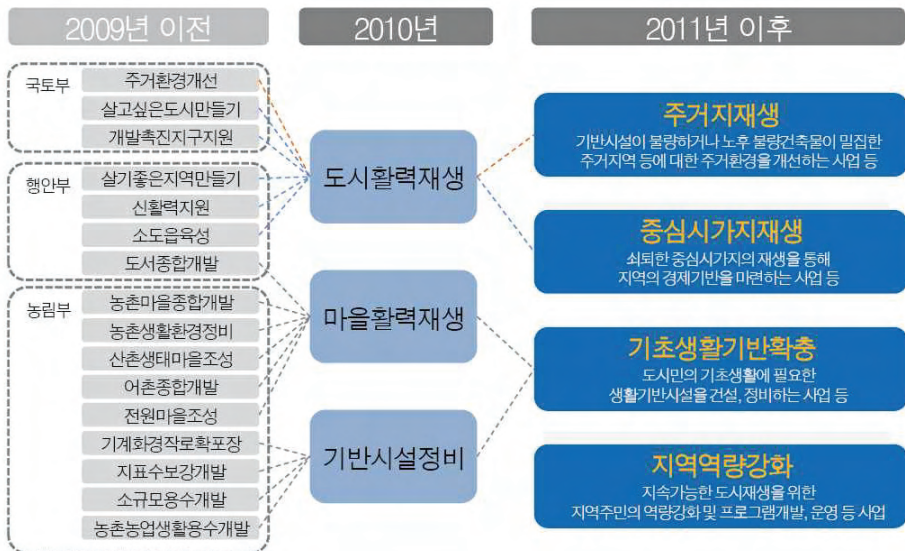 2009년 이전
2010년
2011년 이후
국토부
주거환경개선
살고싶은도시만들기
개발촉진지구지원
행안부
살기좋은지역만들기
신활력지원
소도읍육성
도서종합개발
농림부
농촌마을종합개발
농촌생활환경정비
산촌생태마을조성
어촌종합개발
전원마을조성
기계화경작로확포장
지표수보강개발
소규모용수개발
농촌농업생활용수개발
도시활력재생
마을활력재생
기반시설정비
주거지재생
기반시설이 불량하거나 노후 불량건축물이 밀집한
주거지역 등에 대한 주거환경을 개선하는 사업 등
중심시가지재생
쇠퇴한 중심시가지의 재생을 통해
지역의 경제기반을 마련하는 사업 등
기초생활기반확충
도시민의 기초생활에 필요한
생활기반시설을 건설, 정비하는 사업 등
지역역량강화
지속가능한 도시재생을 위한
지역주민의 역량강화 및 프로그램개발, 운영 등 사업